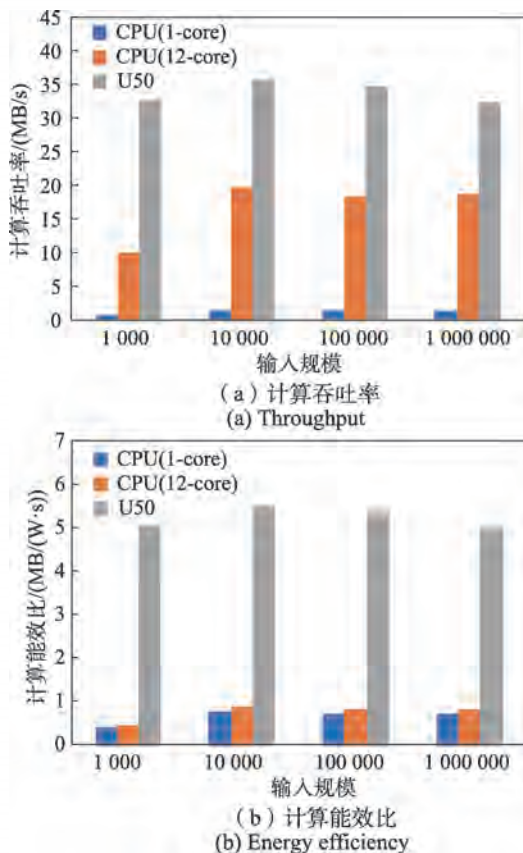 45
40
35
30
25
20
15
10
5
0
计算吞吐率/(MB/s)
CPU(1-core)
CPU(12-core)
U50
1 000 10 000 100 000 1 000 000
输入规模
（a）计算吞吐率
(a) Throughput
7
6
5
4
3
2
1
0
计算能效比/(MB/(W·s))
CPU(1-core)
CPU(12-core)
U50
1 000 10 000 100 000 1 000 000
输入规模
（b）计算能效比
(b) Energy efficiency